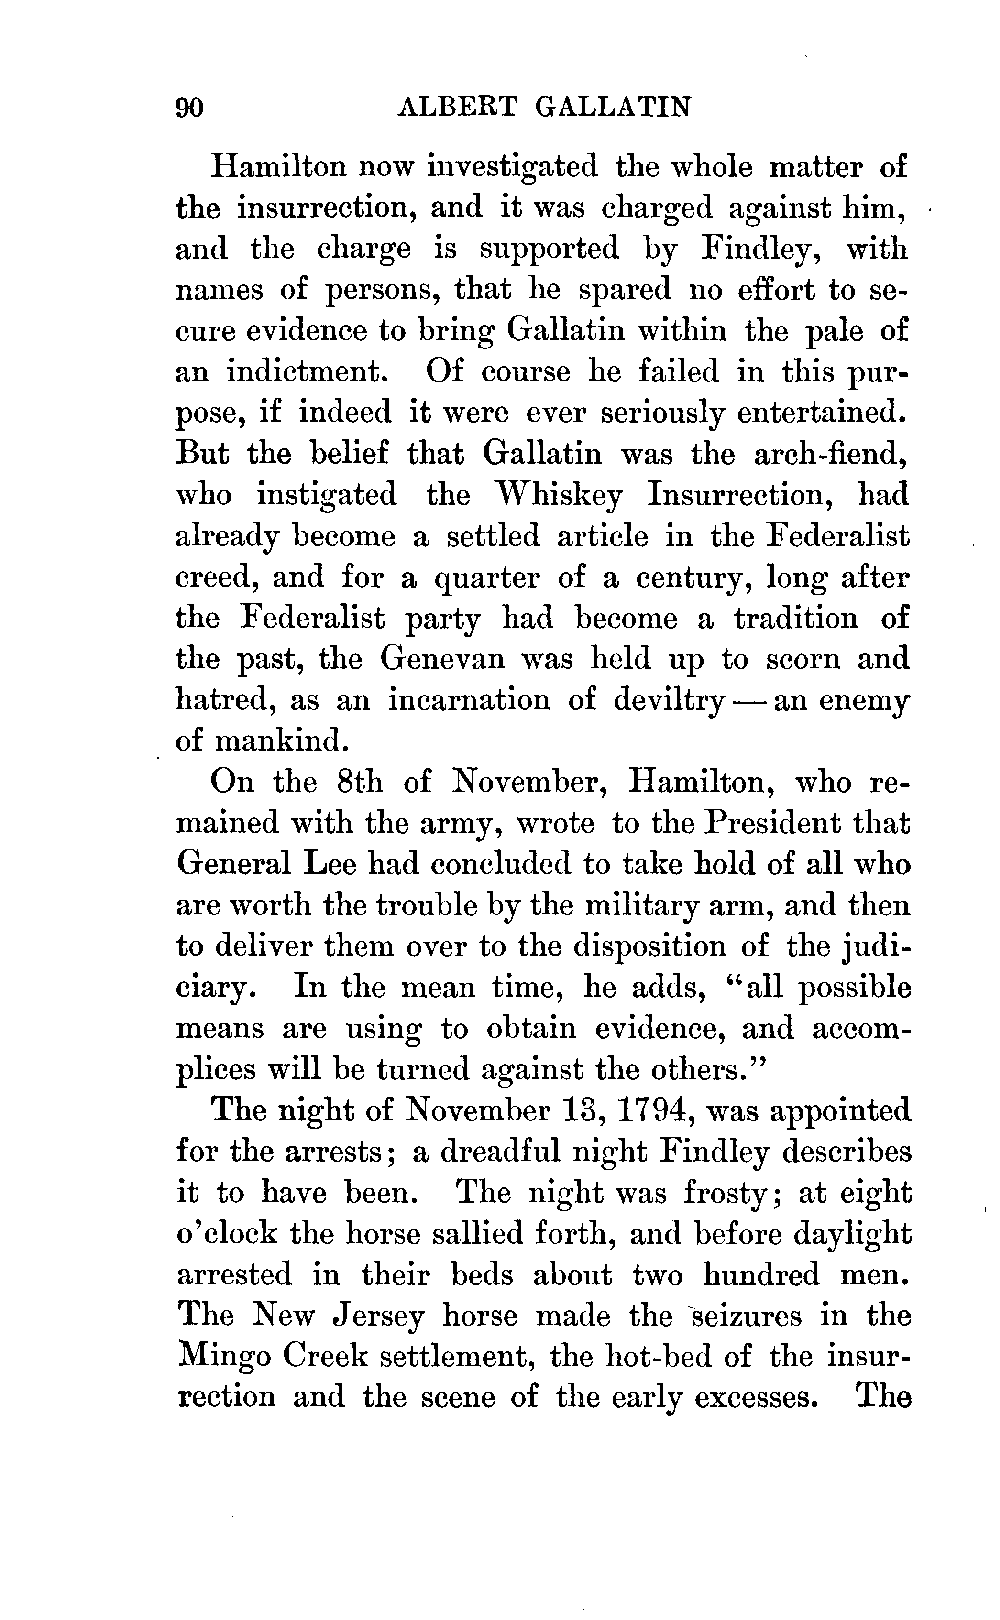 90 ALBERT GALLATIN
Hamilton now investigated the whole matter of
the insurrection, and it was charged against him,
and the charge is supported by Findley, with
names of persons, that he spared no effort to se-
cure evidence to bring Gallatin within the pale of
an indictment. Of course he failed in this pur-
pose, if indeed it were ever seriously entertained.
But the belief that Gallatin was the arch-fiend,
who instigated the Whiskey Insurrection, had
already become a settled article in the Federalist
creed, and for a quarter of a century, long after
the Federalist party had become a tradition of
the past, the Genevan was held up to scorn and
hatred, as an incarnation of deviltry — an enemy
of mankind.
On the 8th of November, Hamilton, who re-
mained with the army, wrote to the President that
General Lee had concluded to take hold of all who
are worth the trouble by the military arm, and then
to deliver them over to the disposition of the judi-
ciary. In the mean time, he adds, “all possible
means are using to obtain evidence, and accom-
plices will be turned against the others.”
The night of November 13, 1794, was appointed
for the arrests; a dreadful night Findley describes
it to have been. The night was frosty; at eight
o'clock the horse sallied forth, and before daylight
arrested in their beds about two hundred men.
The New Jersey horse made the seizures in the
Mingo Creek settlement, the hot-bed of the insur-
rection and the scene of the early excesses. The